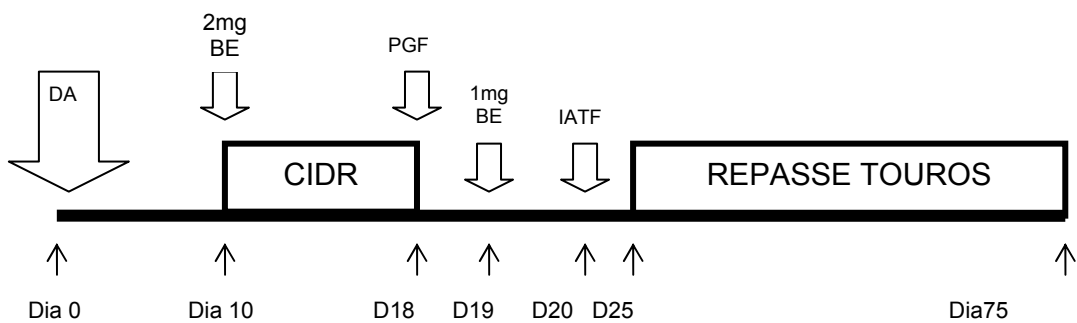 2mg
BE
PGF
DA
1mg
BE
IATF
CIDR
REPASSE TOUROS
Dia 0
Dia 10
D18
D19
D20
D25
Dia75